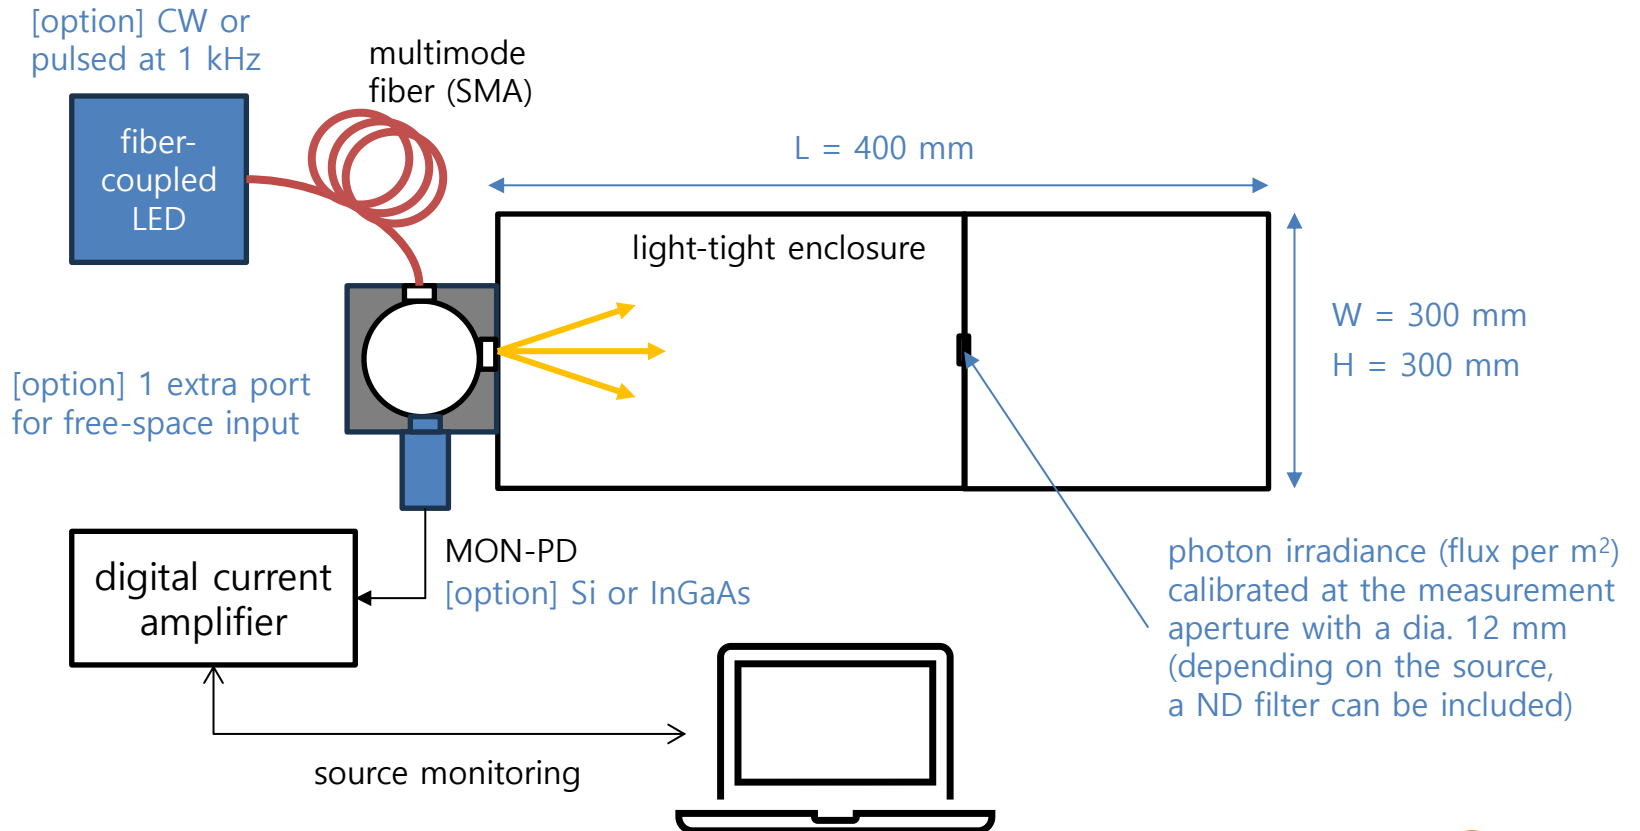 [option] CW or
pulsed at 1 kHz
multimode
fiber (SMA)
fiber-
coupled
LED
L = 400 mm
light-tight enclosure
W = 300 mm
H = 300 mm
[option] 1 extra port
for free-space input
MON-PD
[option] Si or InGaAs
digital current
amplifier
photon irradiance (flux per m²)
calibrated at the measurement
aperture with a dia. 12 mm
(depending on the source,
a ND filter can be included)
source monitoring